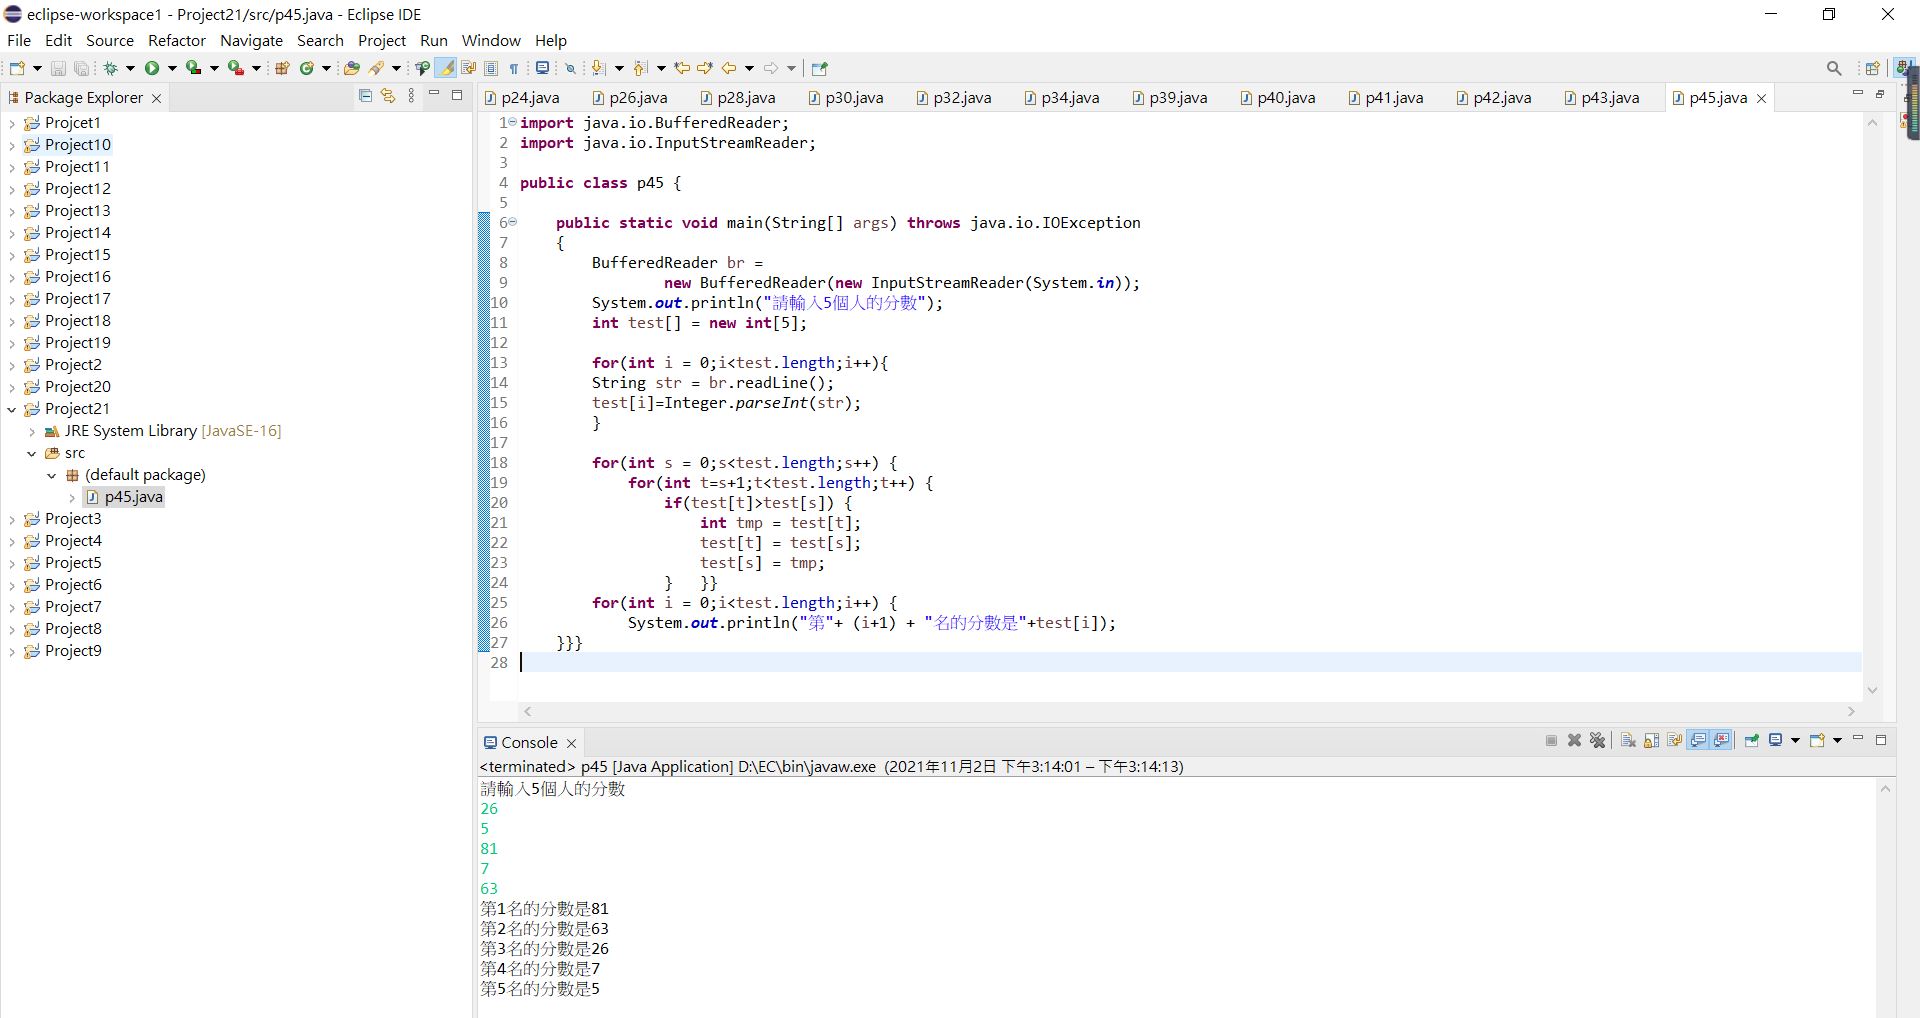 eclipse-workspace1 - Project21/src/p45.java - Eclipse IDE
File Edit Source Refactor Navigate Search Project Run Window Help
Package Explorer
p24.java p26.java p28.java p30.java p32.java p34.java p39.java p40.java p41.java p42.java p43.java p45.java
Projcet1
Project10
Project11
Project12
Project13
Project14
Project15
Project16
Project17
Project18
Project19
Project2
Project20
Project21
JRE System Library [JavaSE-16]
src
(default package)
p45.java
Project3
Project4
Project5
Project6
Project7
Project8
Project9
1 import java.io.BufferedReader;
2 import java.io.InputStreamReader;
3
4 public class p45 {
5
6 public static void main(String[] args) throws java.io.IOException
7 {
8 BufferedReader br =
9 new BufferedReader(new InputStreamReader(System.in));
10 System.out.println("請輸入5個人的分數");
11 int test[] = new int[5];
12
13 for(int i = 0;i<test.length;i++){
14 String str = br.readLine();
15 test[i]=Integer.parseInt(str);
16 }
17
18 for(int s = 0;s<test.length;s++) {
19 for(int t=s+1;t<test.length;t++) {
20 if(test[t]>test[s]) {
21 int tmp = test[t];
22 test[t] = test[s];
23 test[s] = tmp;
24 } }}
25 for(int i = 0;i<test.length;i++) {
26 System.out.println("第"+ (i+1) + "名的分數是"+test[i]);
27 }}}
28
Console
<terminated> p45 [Java Application] D:\EC\bin\javaw.exe (2021年11月2日 下午3:14:01 – 下午3:14:13)
請輸入5個人的分數
26
5
81
7
63
第1名的分數是81
第2名的分數是63
第3名的分數是26
第4名的分數是7
第5名的分數是5